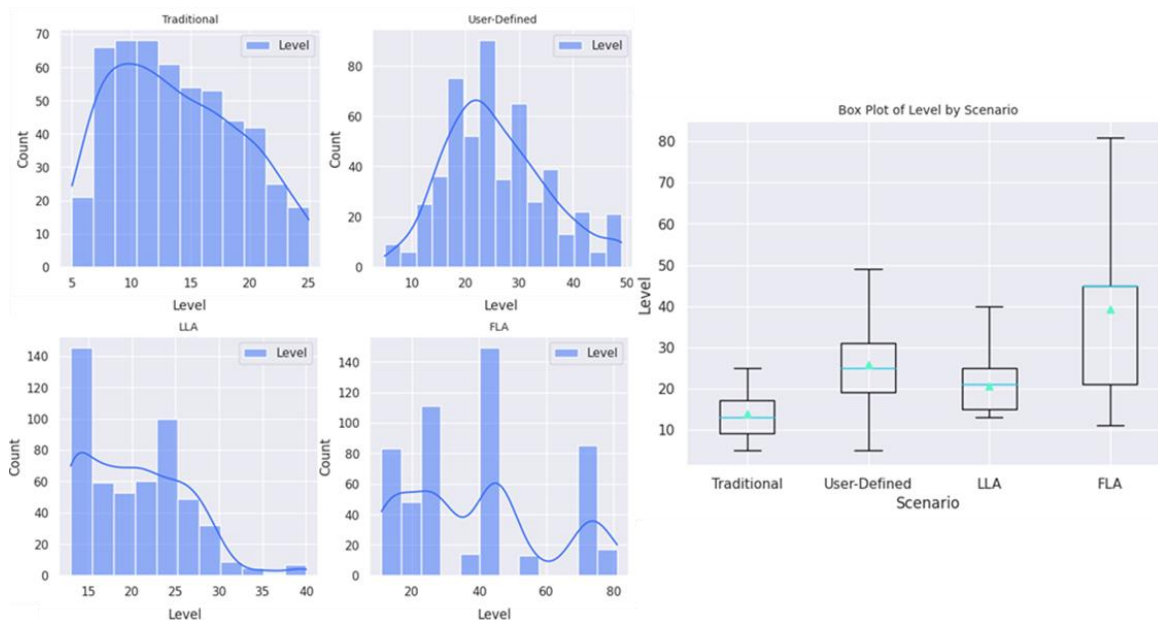 Traditional
Level
Count
70
60
50
40
30
20
10
0
5 10 15 20 25
Level
User-Defined
Level
Count
80
60
40
20
0
10 20 30 40 50
Level
LLA
Level
Count
140
120
100
80
60
40
20
0
15 20 25 30 35 40
Level
FLA
Level
Count
140
120
100
80
60
40
20
0
20 40 60 80
Level
Box Plot of Level by Scenario
Level
80
70
60
50
40
30
20
10
Traditional User-Defined LLA FLA
Scenario